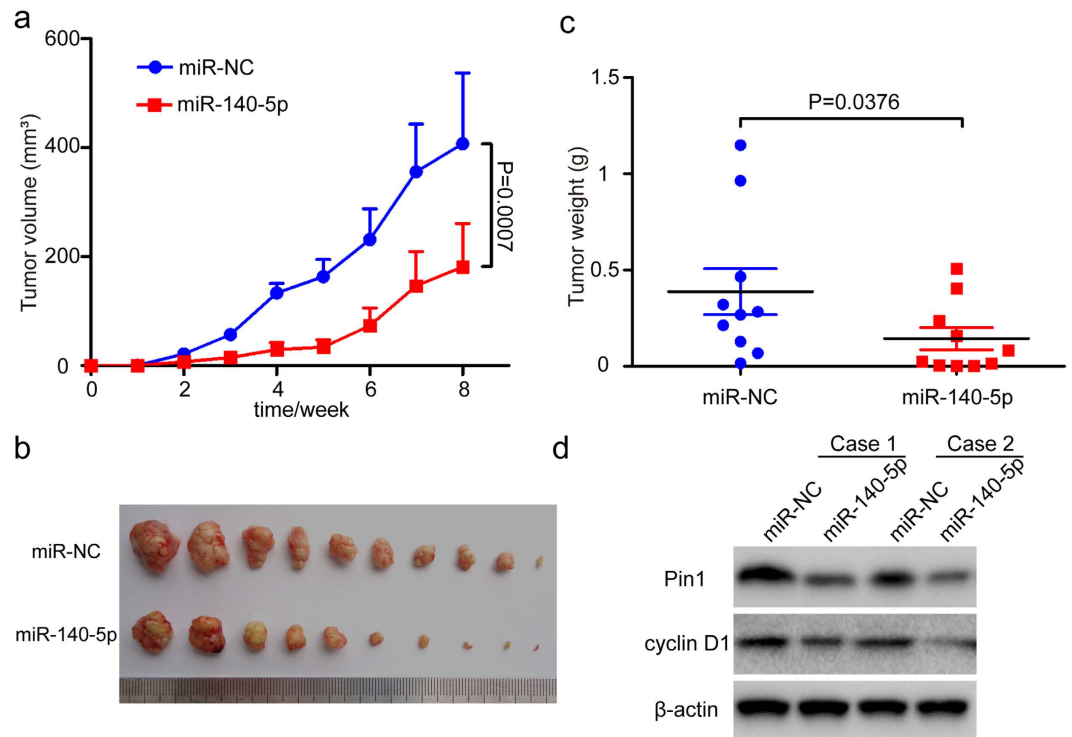 a
600
400
200
0
Tumor volume (mm³)
miR-NC
miR-140-5p
P=0.0007
0 2 4 6 8
time/week
c
1.5
1
0.5
0
Tumor weight (g)
P=0.0376
miR-NC miR-140-5p
b
miR-NC
miR-140-5p
d
Case 1 Case 2
miR-NC miR-140-5p miR-NC miR-140-5p
Pin1
cyclin D1
β-actin